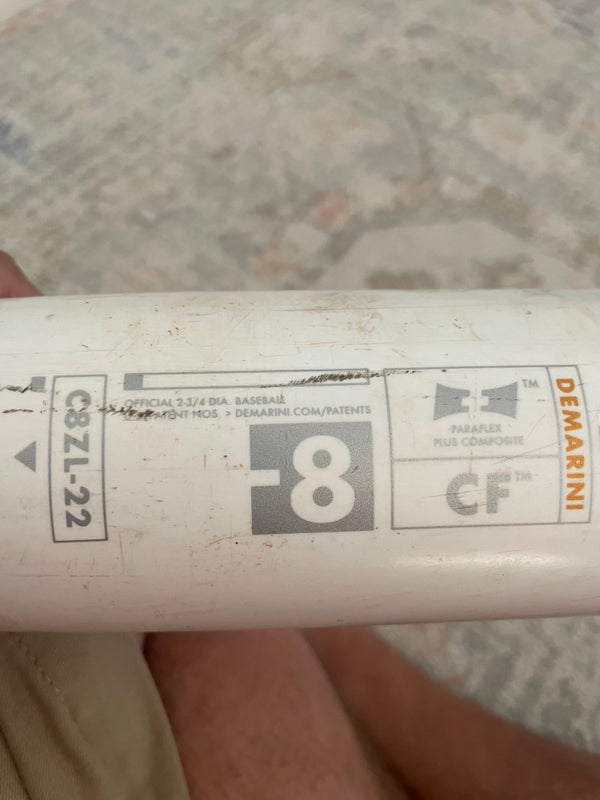 C8ZL-22
OFFICIAL 2-3/4 DIA. BASEBALL
PATENT NOS. > DEMARINI.COM/PATENTS
-8
TM
PARAFLEX
PLUS COMPOSITE
CF TM
DEMARINI